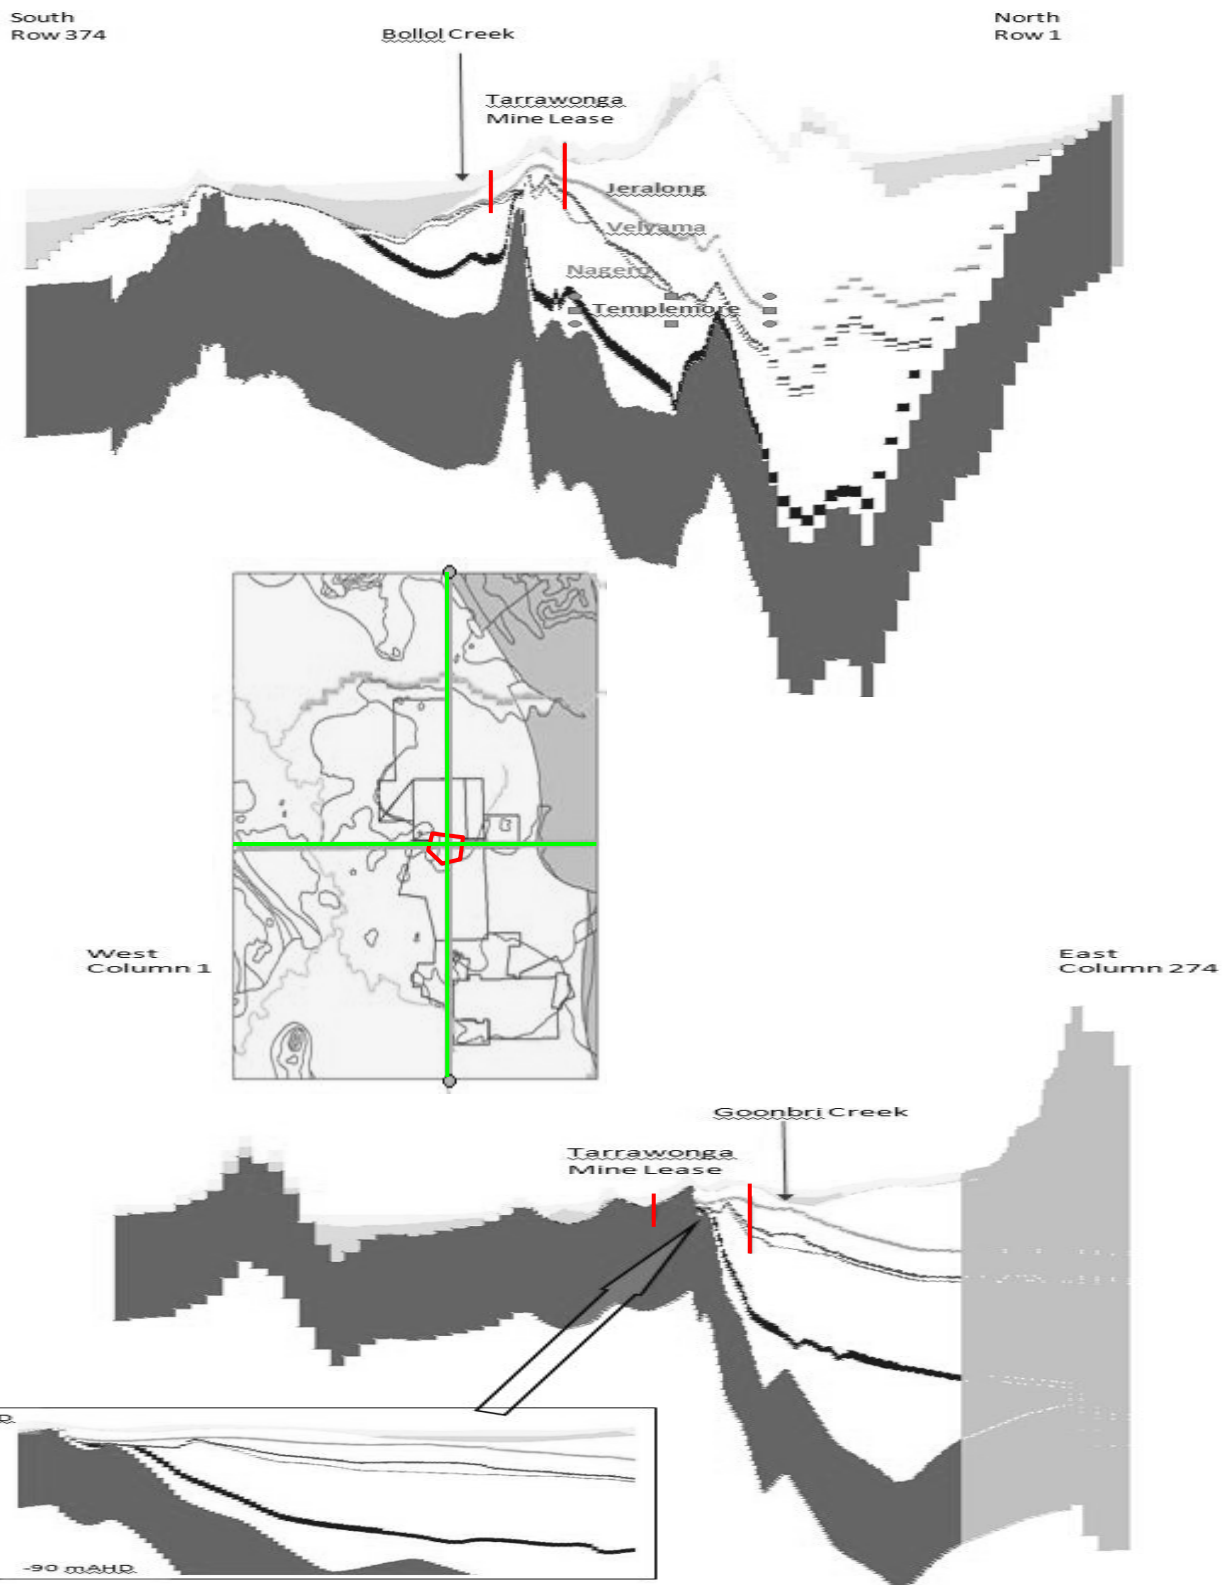 South
Row 374
North
Row 1
Bollol Creek
Tarrawonga
Mine Lease
Jeralong
Velyama
Nagero
Templemore
West
Column 1
East
Column 274
Goonbri Creek
Tarrawonga
Mine Lease
-90 mAHD